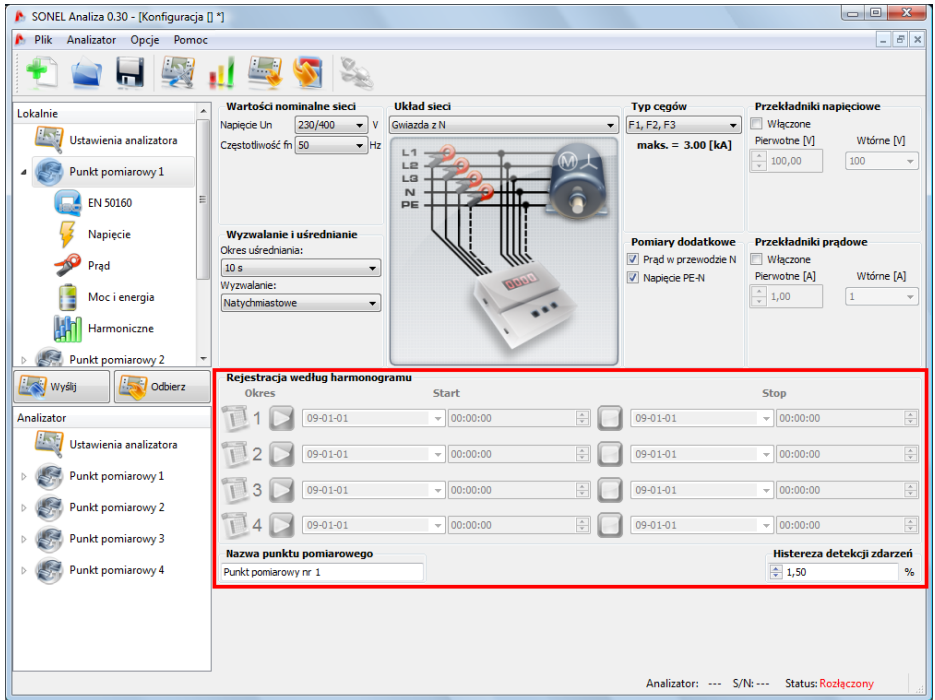 SONEL Analiza 0.30 - [Konfiguracja [] *]
Plik Analizator Opcje Pomoc
Lokalnie
Ustawienia analizatora
Punkt pomiarowy 1
EN 50160
Napięcie
Prąd
Moc i energia
Harmoniczne
Punkt pomiarowy 2
Wyślij Odbierz
Analizator
Ustawienia analizatora
Punkt pomiarowy 1
Punkt pomiarowy 2
Punkt pomiarowy 3
Punkt pomiarowy 4
Wartości nominalne sieci
Napięcie Un 230/400 V
Częstotliwość fn 50 Hz
Wyzwalanie i uśrednianie
Okres uśredniania:
10 s
Wyzwalanie:
Natychmiastowe
Układ sieci
Gwiazda z N
L1
L2
L3
N
PE
M
Typ cęgów
F1, F2, F3
maks. = 3.00 [kA]
Pomiary dodatkowe
Prąd w przewodzie N
Napięcie PE-N
Przekładniki napięciowe
Włączone
Pierwotne [V] Wtórne [V]
100,00 100
Przekładniki prądowe
Włączone
Pierwotne [A] Wtórne [A]
1,00 1
Rejestracja według harmonogramu
Okres Start Stop
1 09-01-01 00:00:00 09-01-01 00:00:00
2 09-01-01 00:00:00 09-01-01 00:00:00
3 09-01-01 00:00:00 09-01-01 00:00:00
4 09-01-01 00:00:00 09-01-01 00:00:00
Nazwa punktu pomiarowego
Punkt pomiarowy nr 1
Histereza detekcji zdarzeń
1,50 %
Analizator: --- S/N: --- Status: Rozłączony